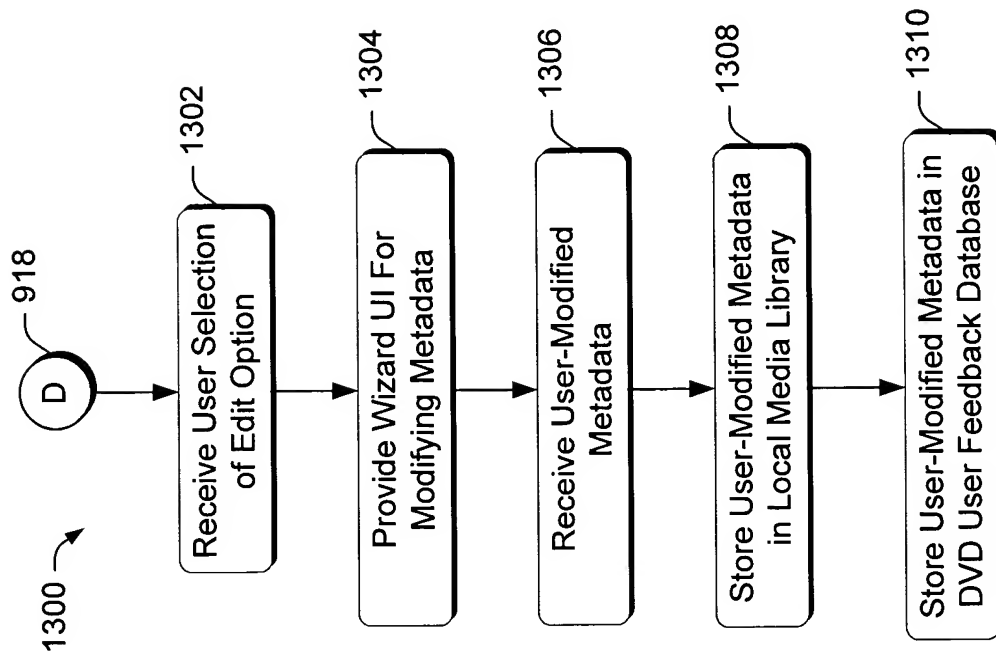 1300
D
918
Receive User Selection
of Edit Option
1302
Provide Wizard UI For
Modifying Metadata
1304
Receive User-Modified
Metadata
1306
Store User-Modified Metadata
in Local Media Library
1308
Store User-Modified Metadata in
DVD User Feedback Database
1310